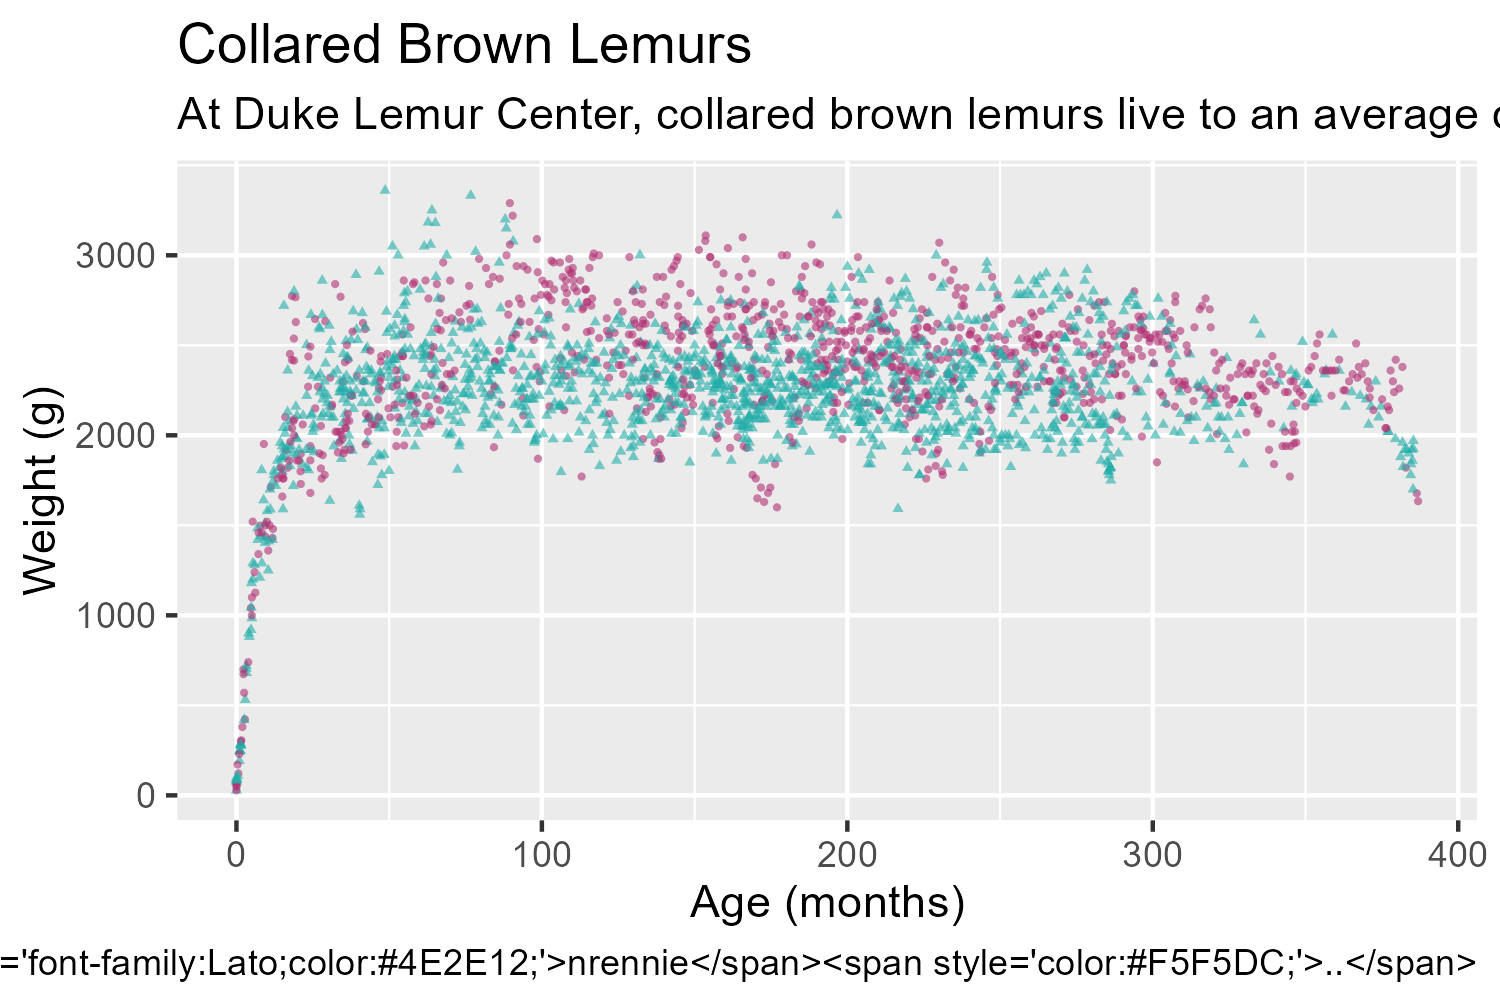 Collared Brown Lemurs
At Duke Lemur Center, collared brown lemurs live to an average
3000
2000
1000
0
Weight (g)
0 100 200 300 400
Age (months)
='font-family:Lato;color:#4E2E12;'>nrennie</span><span style='color:#F5F5DC;'>..</span>